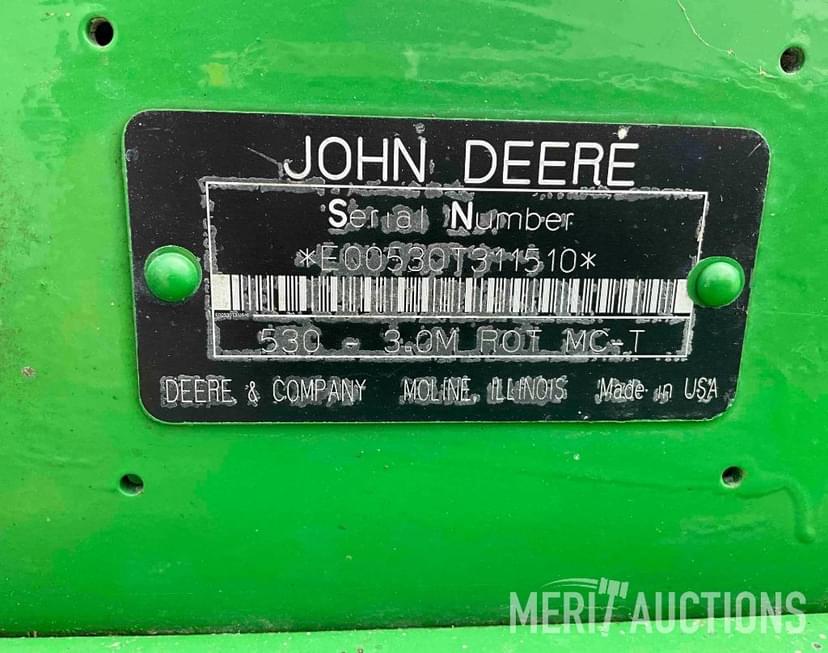 JOHN DEERE
Serial Number
*E00530T311510*
530 - 3.0M ROT MC-T
DEERE & COMPANY MOLINE, ILLINOIS Made in USA
MERIT AUCTIONS